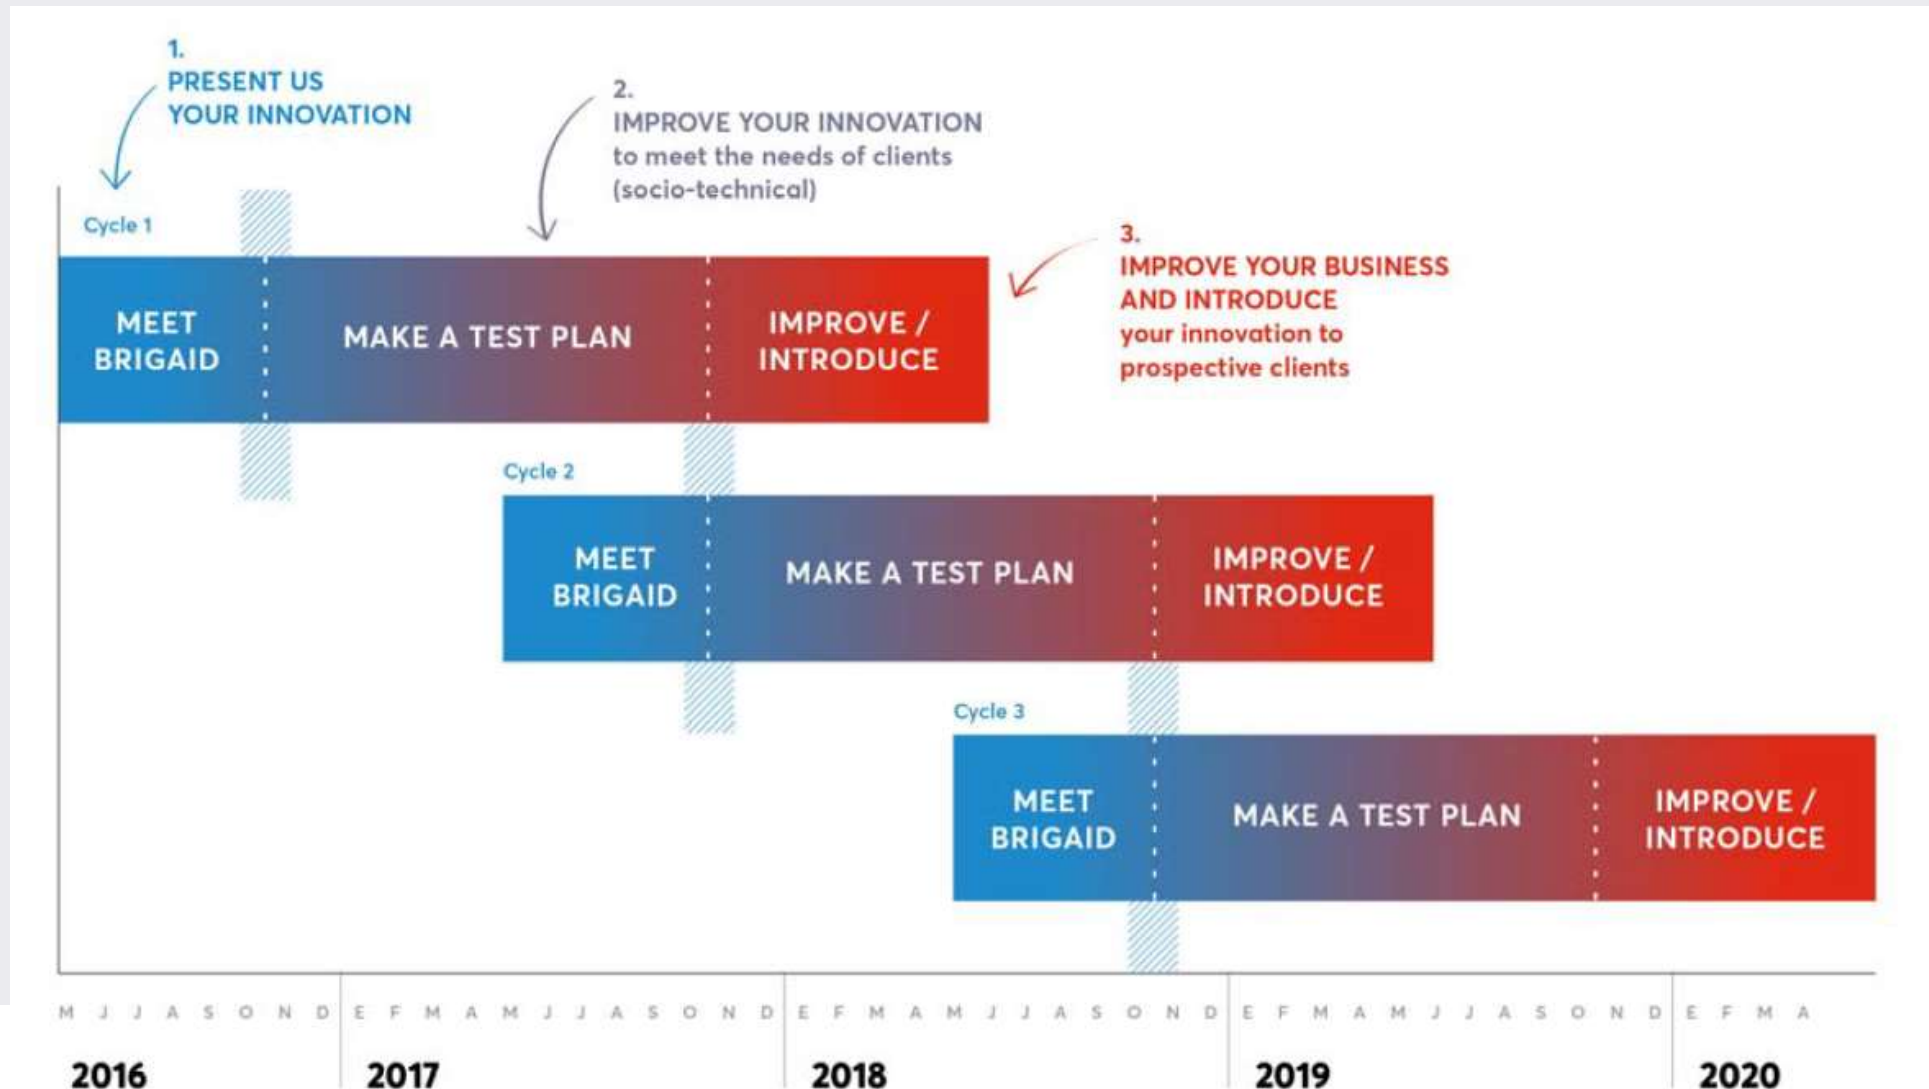 1.
PRESENT US
YOUR INNOVATION
2.
IMPROVE YOUR INNOVATION
to meet the needs of clients
(socio-technical)
3.
IMPROVE YOUR BUSINESS
AND INTRODUCE
your innovation to
prospective clients
Cycle 1
MEET
BRIGAID
MAKE A TEST PLAN
IMPROVE /
INTRODUCE
Cycle 2
MEET
BRIGAID
MAKE A TEST PLAN
IMPROVE /
INTRODUCE
Cycle 3
MEET
BRIGAID
MAKE A TEST PLAN
IMPROVE /
INTRODUCE
M J J A S O N D E F M A M J J A S O N D E F M A M J J A S O N D E F M A M J J A S O N D E F M A
2016 2017 2018 2019 2020